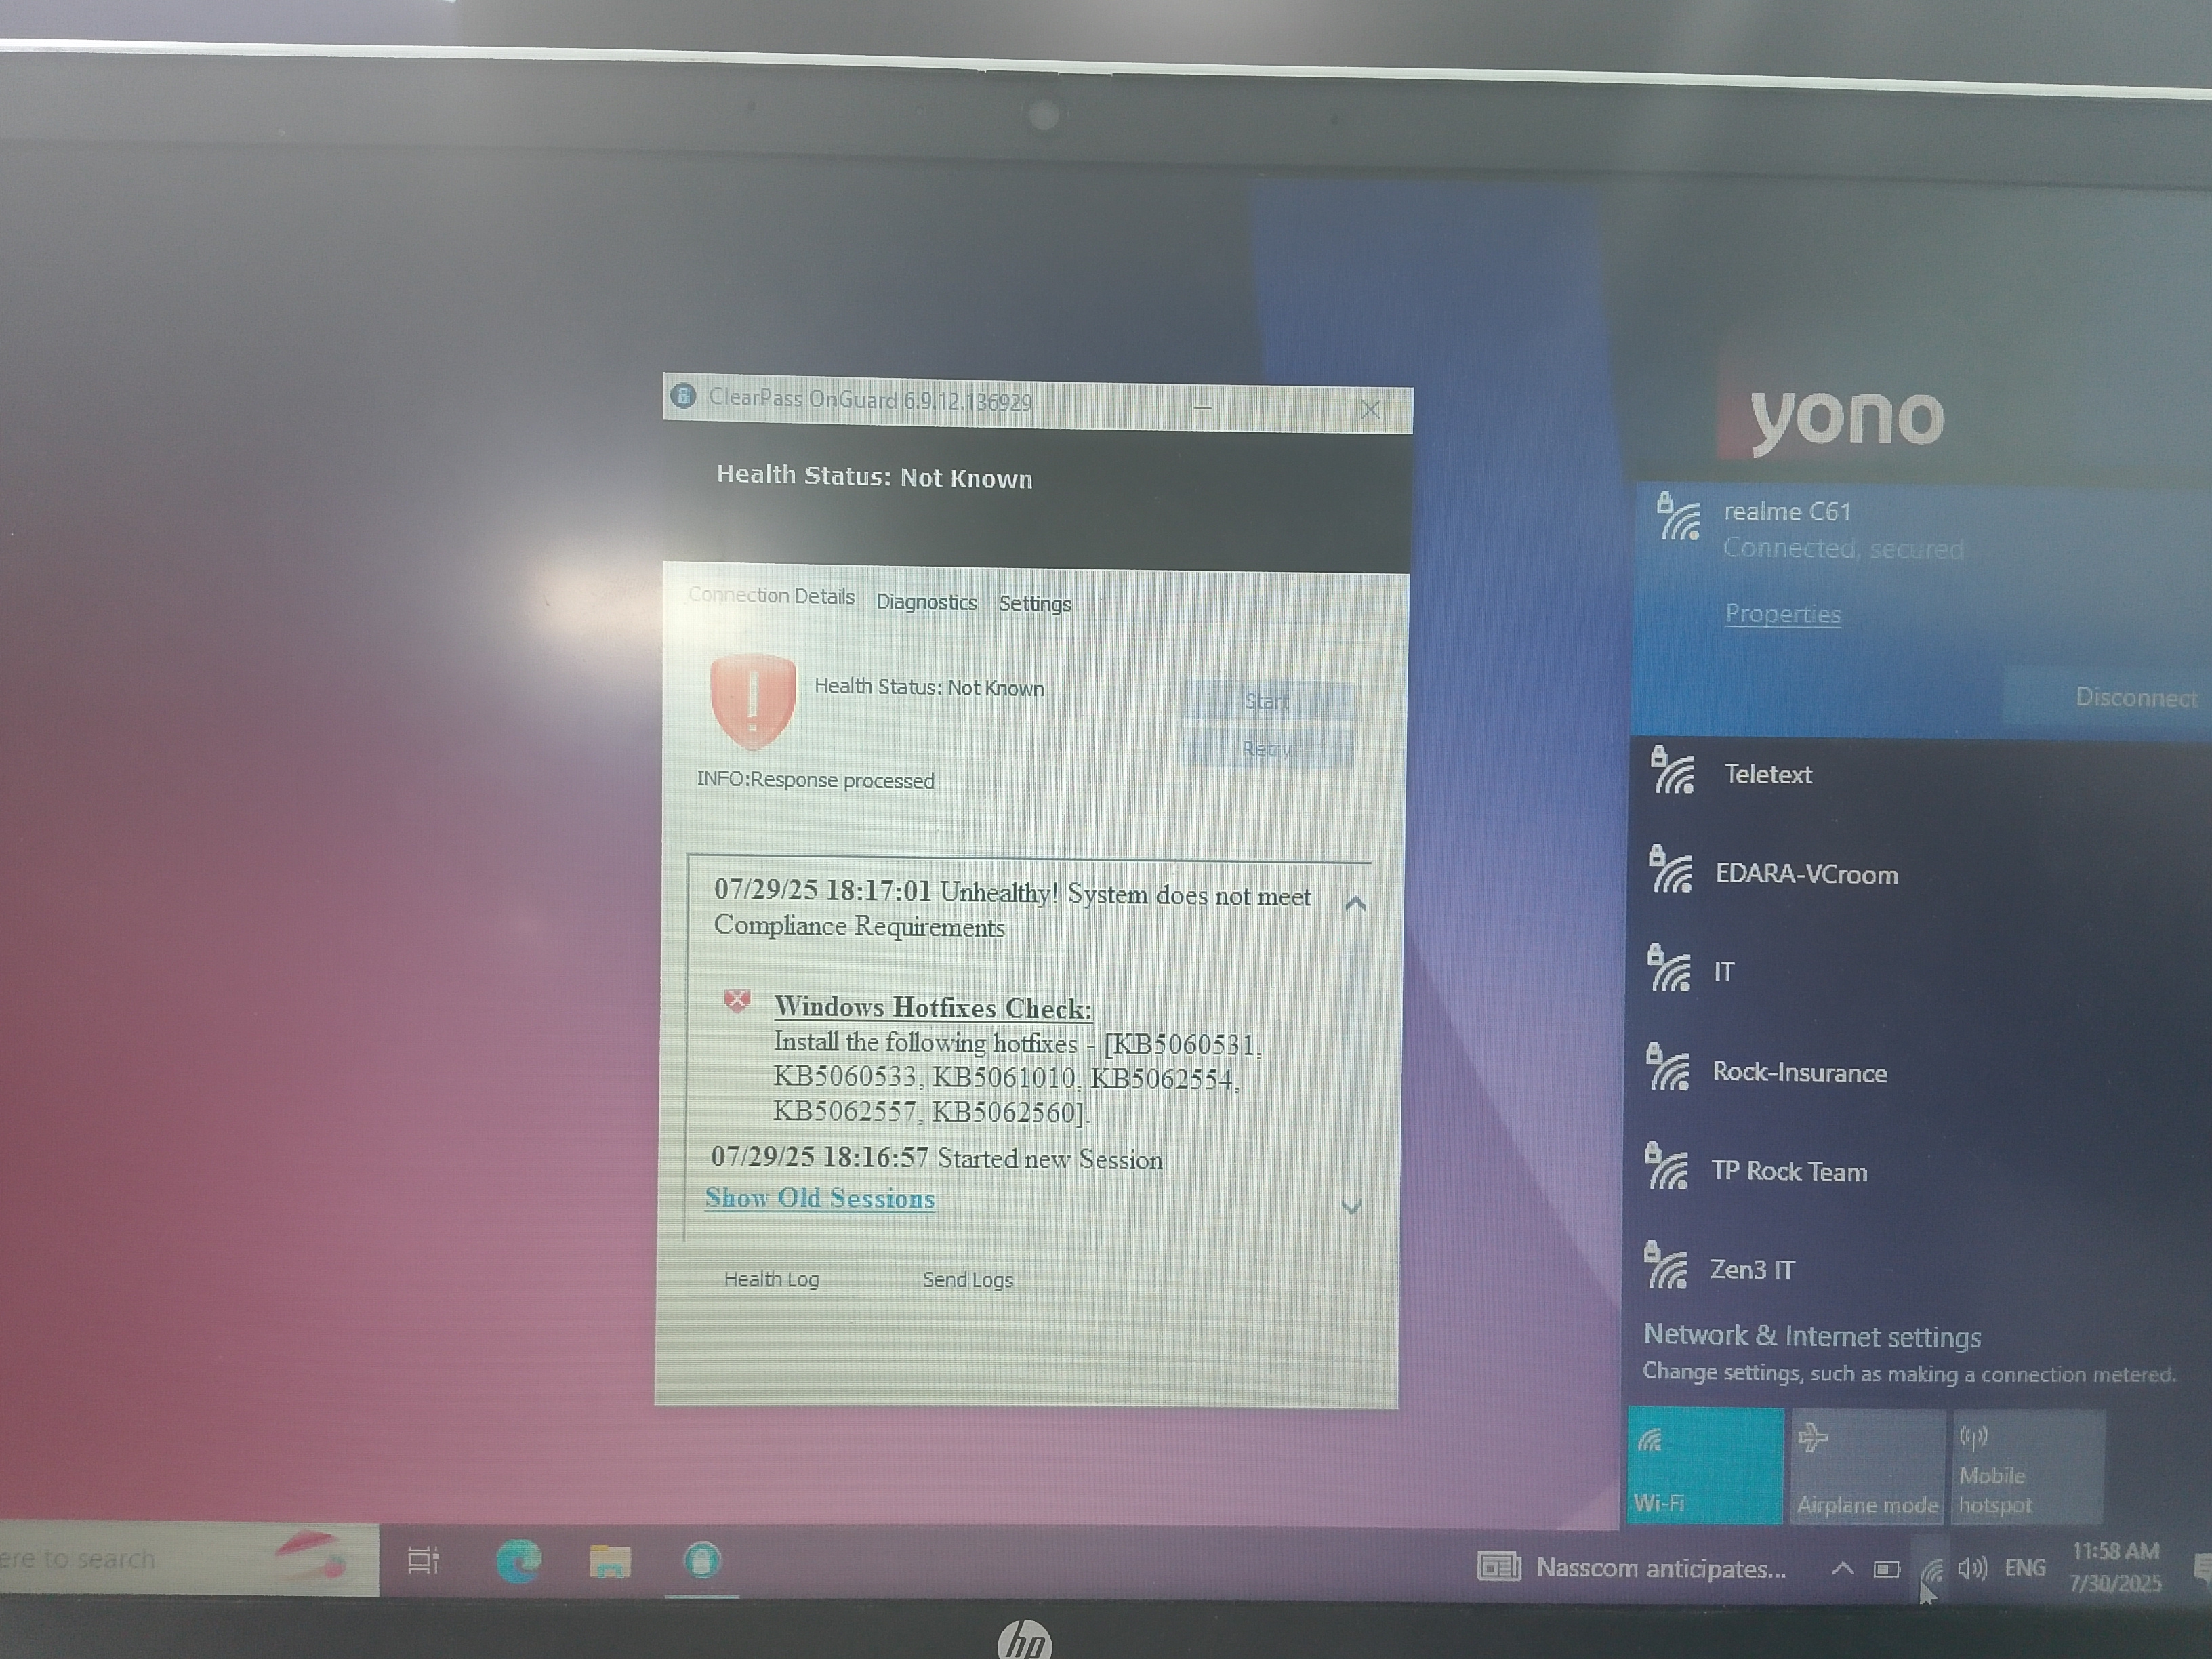 ClearPass OnGuard 6.9.12.136929
Health Status: Not Known
Connection Details Diagnostics Settings
Health Status: Not Known
Start
Retry
INFO:Response processed
07/29/25 18:17:01 Unhealthy! System does not meet
Compliance Requirements
Windows Hotfixes Check:
Install the following hotfixes - [KB5060531,
KB5060533, KB5061010, KB5062554,
KB5062557, KB5062560].
07/29/25 18:16:57 Started new Session
Show Old Sessions
Health Log Send Logs
yono
realme C61
Connected, secured
Properties
Disconnect
Teletext
EDARA-VCroom
IT
Rock-Insurance
TP Rock Team
Zen3 IT
Network & Internet settings
Change settings, such as making a connection metered.
Wi-Fi
Airplane mode
Mobile
hotspot
ere to search
Nasscom anticipates...
ENG
11:58 AM
7/30/2025
hp